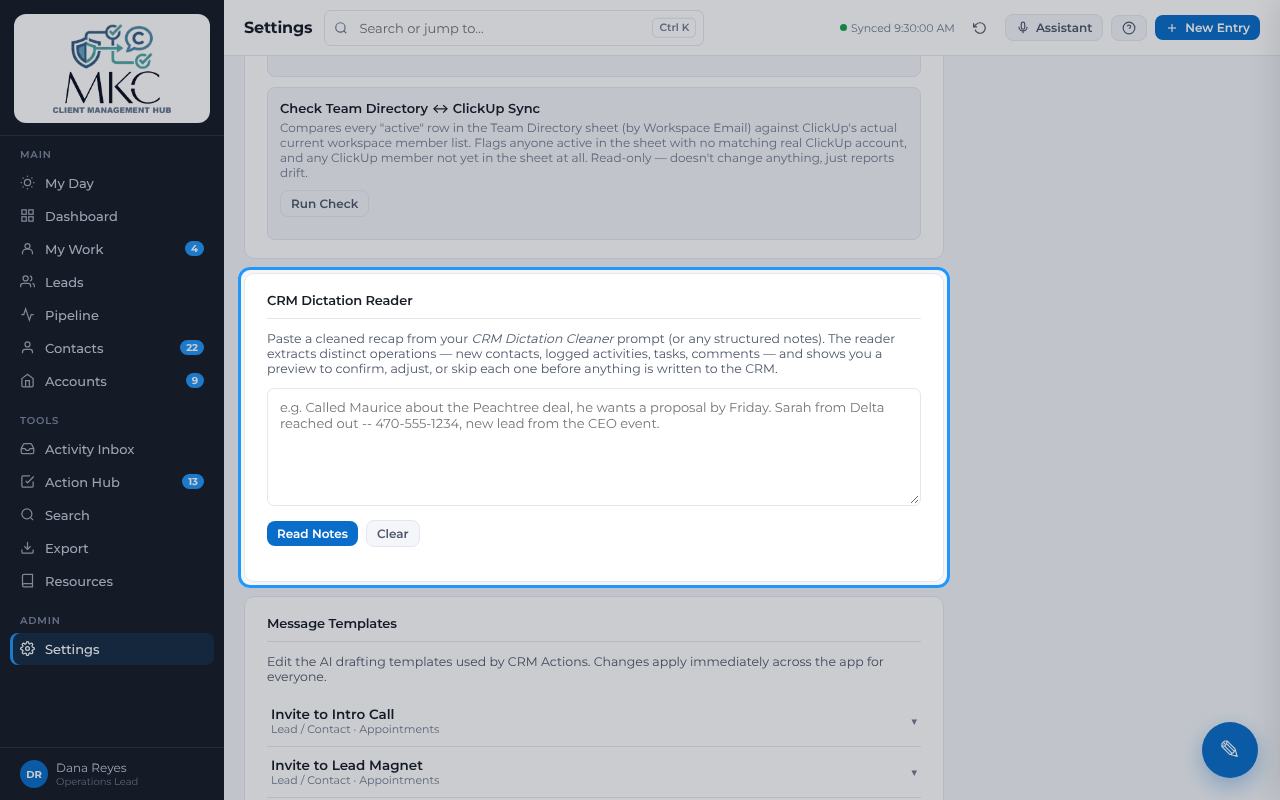 MKC
CLIENT MANAGEMENT HUB
MAIN
My Day
Dashboard
My Work 4
Leads
Pipeline
Contacts 22
Accounts 9
TOOLS
Activity Inbox
Action Hub 13
Search
Export
Resources
ADMIN
Settings
DR
Dana Reyes
Operations Lead
Settings
Search or jump to... Ctrl K
Synced 9:30:00 AM
Assistant
+ New Entry
Check Team Directory ↔ ClickUp Sync
Compares every "active" row in the Team Directory sheet (by Workspace Email) against ClickUp's actual
current workspace member list. Flags anyone active in the sheet with no matching real ClickUp account,
and any ClickUp member not yet in the sheet at all. Read-only — doesn't change anything, just reports
drift.
Run Check
CRM Dictation Reader
Paste a cleaned recap from your CRM Dictation Cleaner prompt (or any structured notes). The reader
extracts distinct operations — new contacts, logged activities, tasks, comments — and shows you a
preview to confirm, adjust, or skip each one before anything is written to the CRM.
e.g. Called Maurice about the Peachtree deal, he wants a proposal by Friday. Sarah from Delta
reached out -- 470-555-1234, new lead from the CEO event.
Read Notes Clear
Message Templates
Edit the AI drafting templates used by CRM Actions. Changes apply immediately across the app for
everyone.
Invite to Intro Call
Lead / Contact · Appointments
Invite to Lead Magnet
Lead / Contact · Appointments